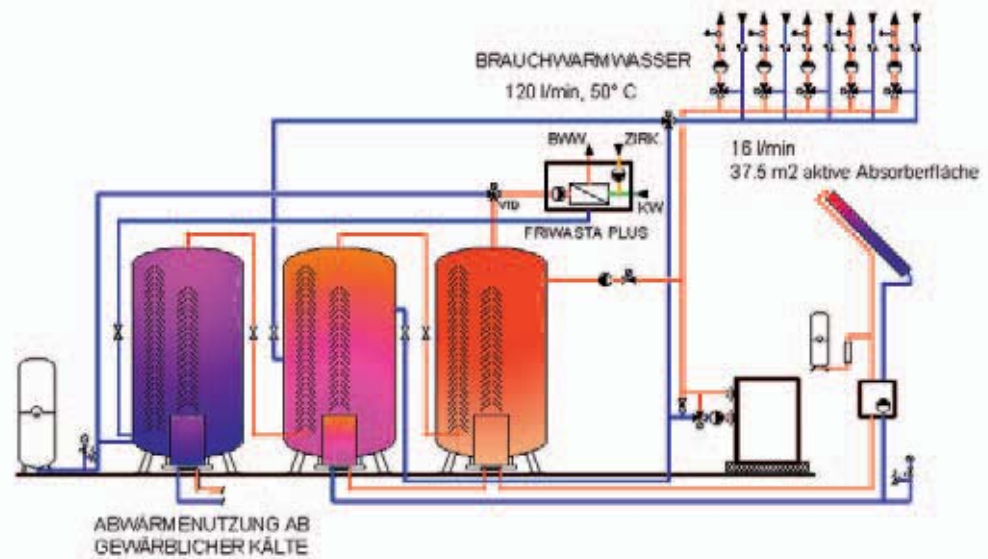 BRAUCHWARMWASSER
120 l/min, 50° C
BWW
ZIRK
16 l/min
37.5 m2 aktive Absorberfläche
KW
FRIWASTA PLUS
ABWÄRMENUTZUNG AB
GEWÄRBLICHER KÄLTE